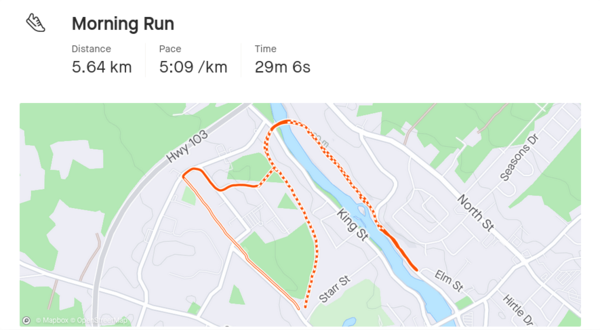 Morning Run
Distance
Pace
Time
5.64 km
5:09 /km
29m 6s
Hwy 103
Seasons Dr
North St
King St
Elm St
Starr St
Hirtle Dr
© Mapbox ©